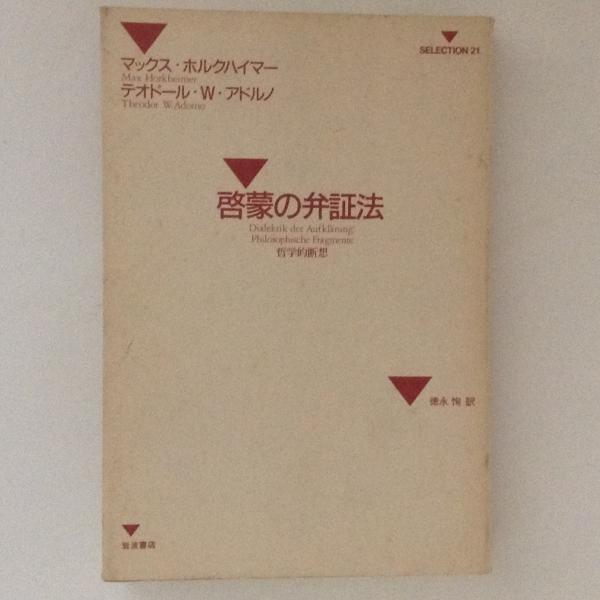 マックス・ホルクハイマー
Max Horkheimer
テオドール・W・アドルノ
Theodor W. Adorno
SELECTION 21
啓蒙の弁証法
Dialektik der Aufklärung:
Philosophische Fragmente
哲学的断想
徳永 恂 訳
岩波書店